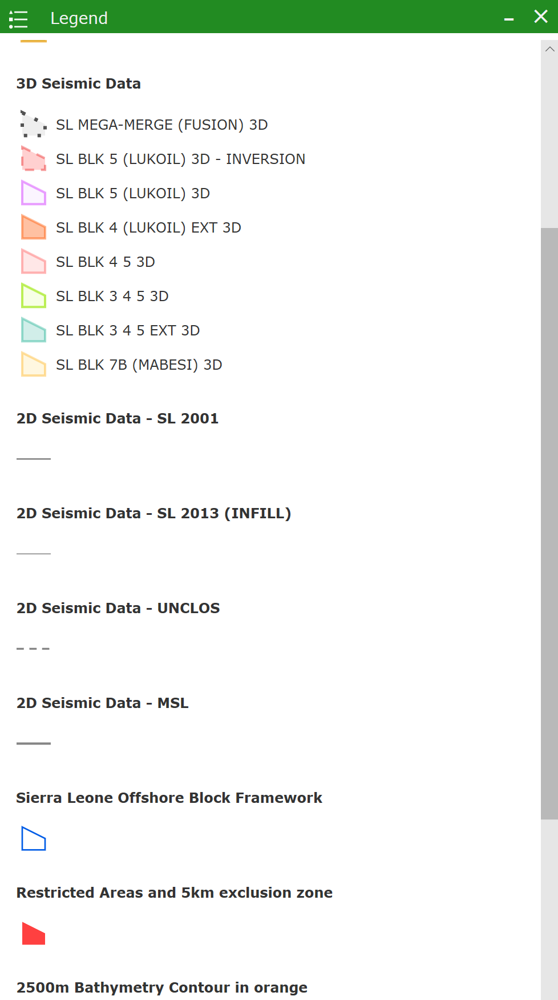 Legend
3D Seismic Data
SL MEGA-MERGE (FUSION) 3D
SL BLK 5 (LUKOIL) 3D - INVERSION
SL BLK 5 (LUKOIL) 3D
SL BLK 4 (LUKOIL) EXT 3D
SL BLK 4 5 3D
SL BLK 3 4 5 3D
SL BLK 3 4 5 EXT 3D
SL BLK 7B (MABESI) 3D
2D Seismic Data - SL 2001
2D Seismic Data - SL 2013 (INFILL)
2D Seismic Data - UNCLOS
2D Seismic Data - MSL
Sierra Leone Offshore Block Framework
Restricted Areas and 5km exclusion zone
2500m Bathymetry Contour in orange